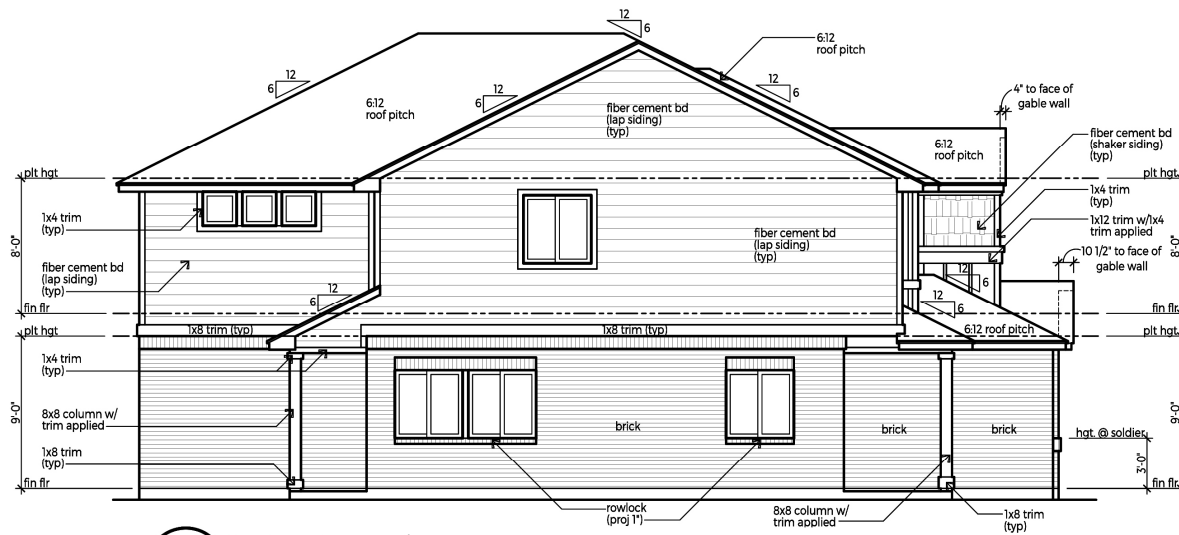 12
6
6:12
roof pitch
12
6
12
6
12
6
6:12
roof pitch
fiber cement bd
(lap siding)
(typ)
4" to face of
gable wall
6:12
roof pitch
fiber cement bd
(shaker siding)
(typ)
plt hgt
plt hgt.
1x4 trim
(typ)
1x4 trim
(typ)
1x12 trim w/1x4
trim applied
8'-0"
fiber cement bd
(lap siding)
(typ)
fiber cement bd
(lap siding)
(typ)
10 1/2" to face of
gable wall
8'-0"
12
6
12
6
12
6
fin flr
fin flr
plt hgt
1x8 trim (typ)
1x8 trim (typ)
6:12 roof pitch
plt hgt
1x4 trim
(typ)
9'-0"
8x8 column w/
trim applied
brick
brick
brick
hgt. @ soldier
9'-0"
3'-0"
1x8 trim
(typ)
fin flr
fin flr.
rowlock
(proj 1")
8x8 column w/
trim applied
1x8 trim
(typ)